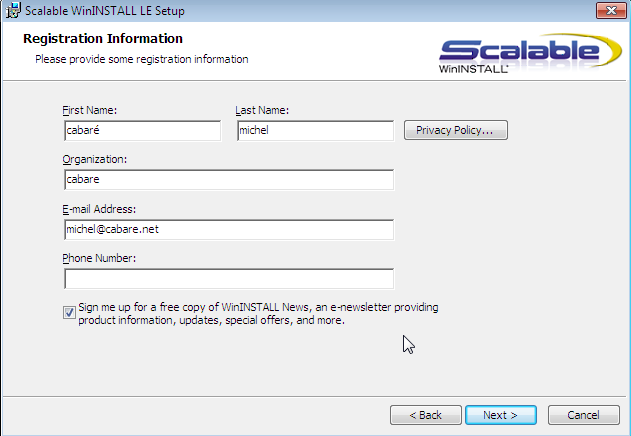 Scalable WinINSTALL LE Setup
Registration Information
Please provide some registration information
Scalable
WinINSTALL®
First Name:
Last Name:
cabaré
michel
Privacy Policy...
Organization:
cabare
E-mail Address:
michel@cabare.net
Phone Number:
Sign me up for a free copy of WinINSTALL News, an e-newsletter providing
product information, updates, special offers, and more.
< Back
Next >
Cancel